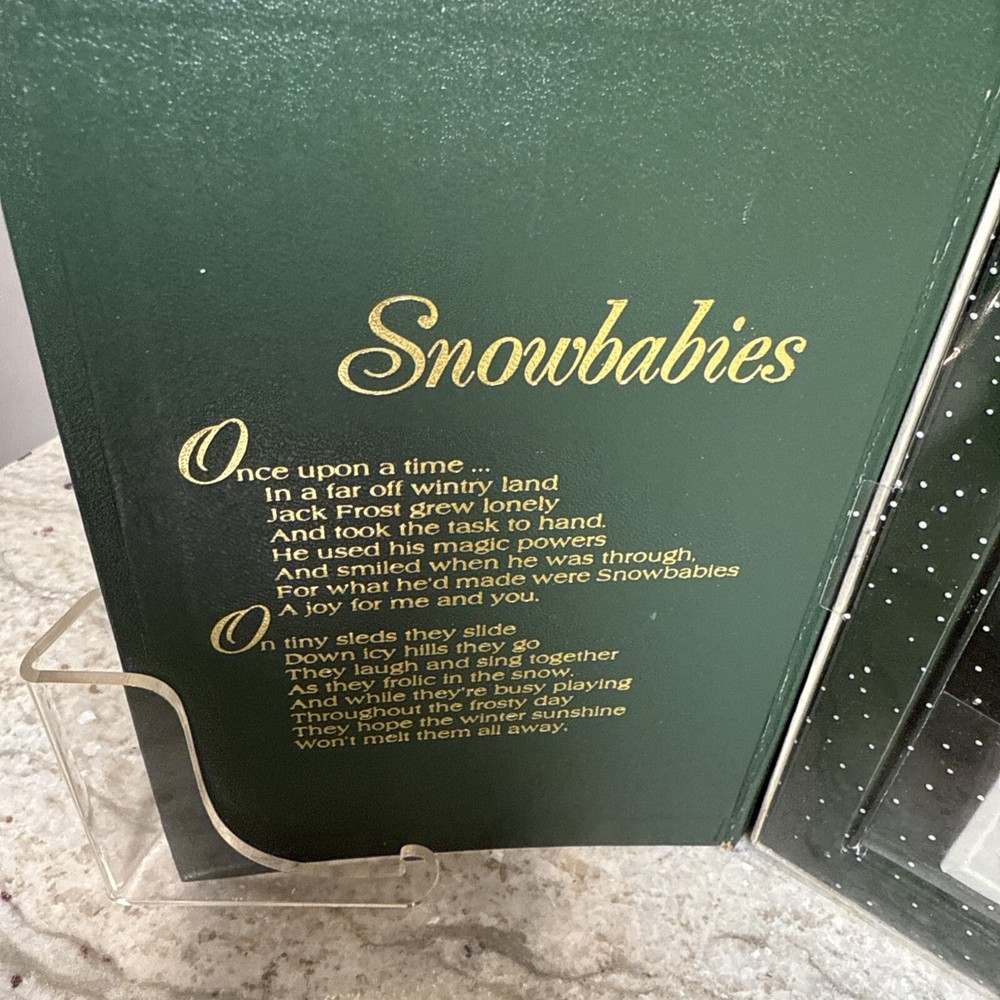 Snowbabies
Once upon a time ...
In a far off wintry land
Jack Frost grew lonely
And took the task to hand.
He used his magic powers
And smiled when he was through,
For what he'd made were Snowbabies
A joy for me and you.
On tiny sleds they slide
Down icy hills they go
They laugh and sing together
As they frolic in the snow.
And while they're busy playing
Throughout the frosty day
They hope the winter sunshine
Won't melt them all away.